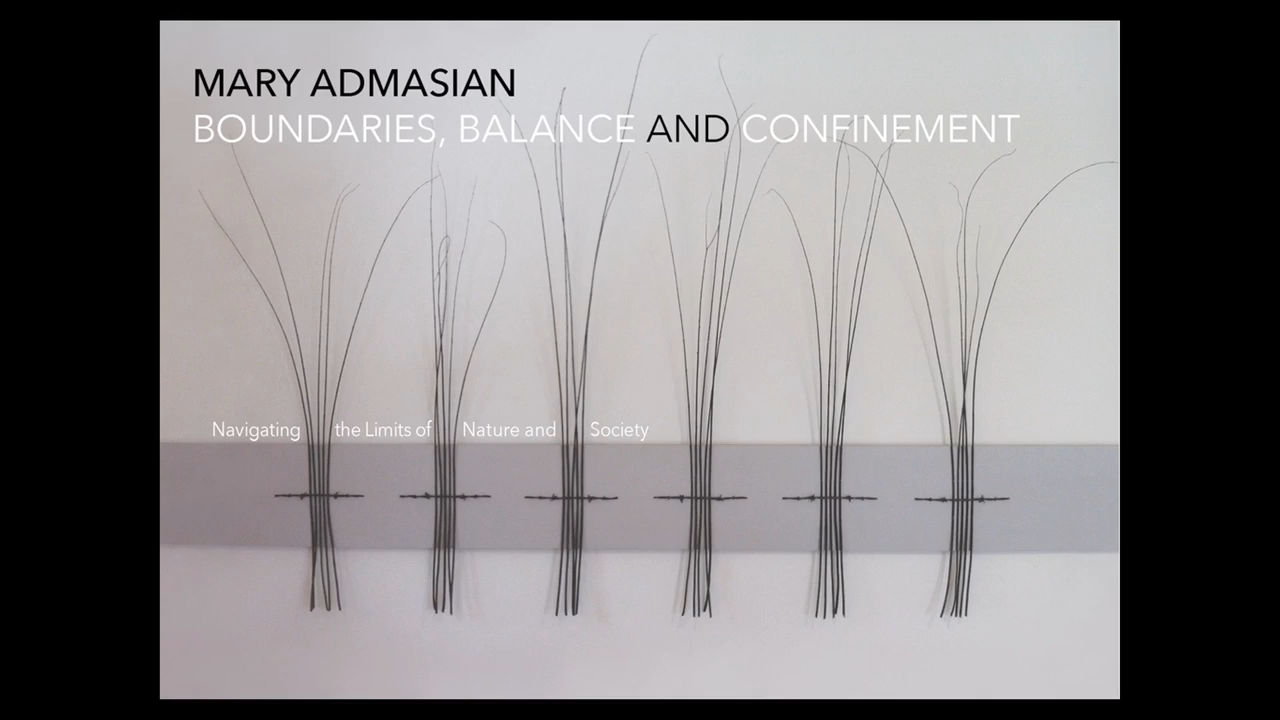 MARY ADMASIAN
BOUNDARIES, BALANCE AND CONFINEMENT
Navigating the Limits of Nature and Society